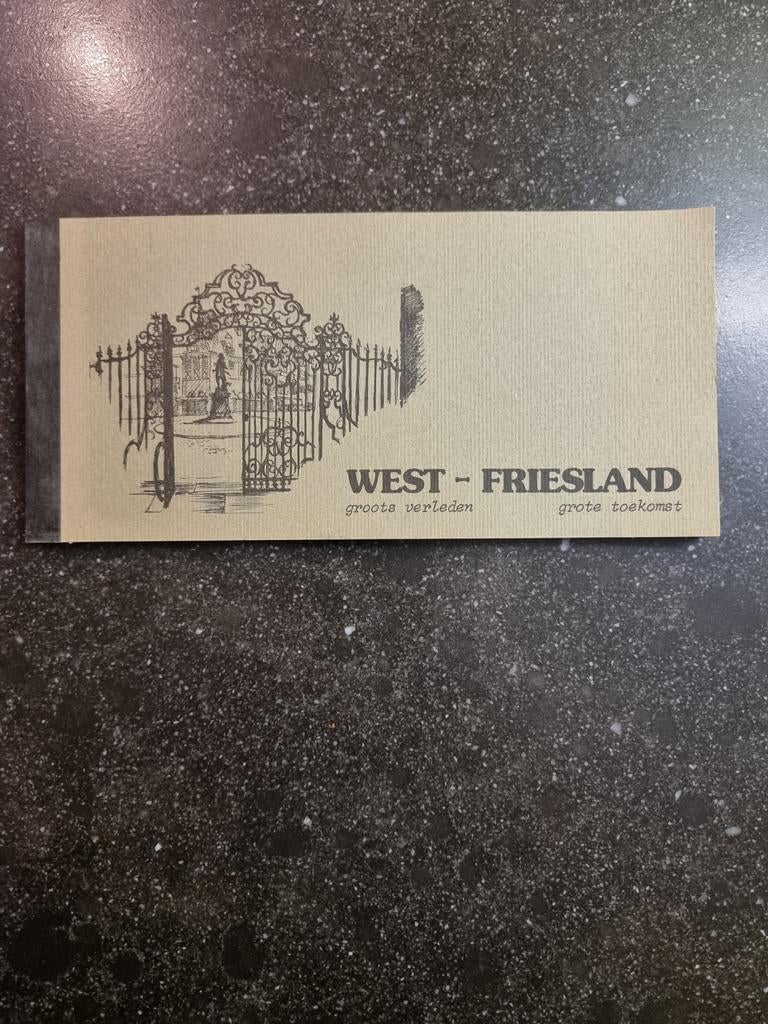 WEST - FRIESLAND
groots verleden grote toekomst